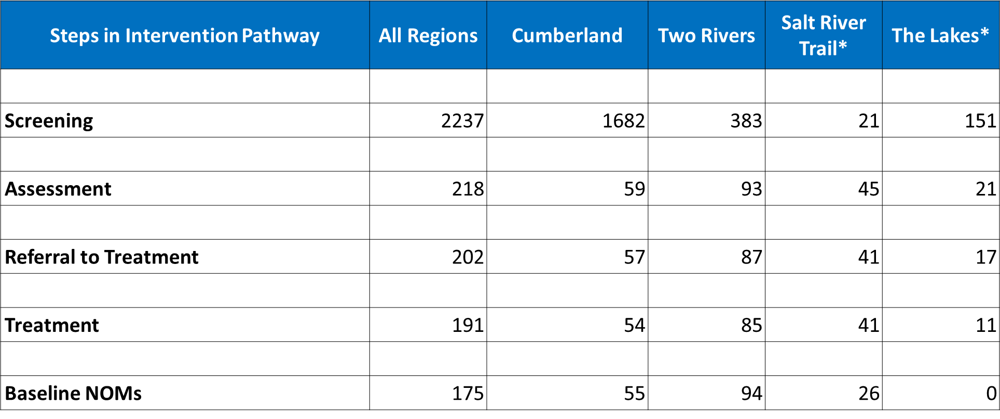 Steps in Intervention Pathway All Regions Cumberland Two Rivers Salt River Trail* The Lakes*
Screening 2237 1682 383 21 151
Assessment 218 59 93 45 21
Referral to Treatment 202 57 87 41 17
Treatment 191 54 85 41 11
Baseline NOMs 175 55 94 26 0